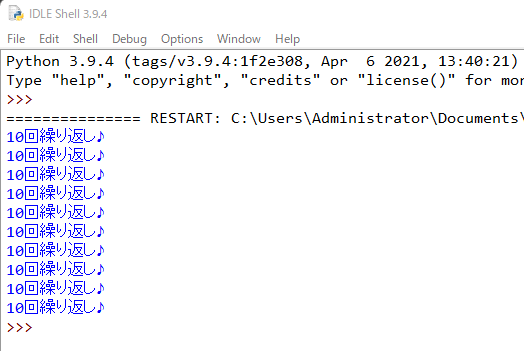 IDLE Shell 3.9.4
File Edit Shell Debug Options Window Help
Python 3.9.4 (tags/v3.9.4:1f2e308, Apr  6 2021, 13:40:21)
Type "help", "copyright", "credits" or "license()" for
>>>
=============== RESTART: C:\Users\Administrator\Documents\
10回繰り返し♪
10回繰り返し♪
10回繰り返し♪
10回繰り返し♪
10回繰り返し♪
10回繰り返し♪
10回繰り返し♪
10回繰り返し♪
10回繰り返し♪
10回繰り返し♪
>>>